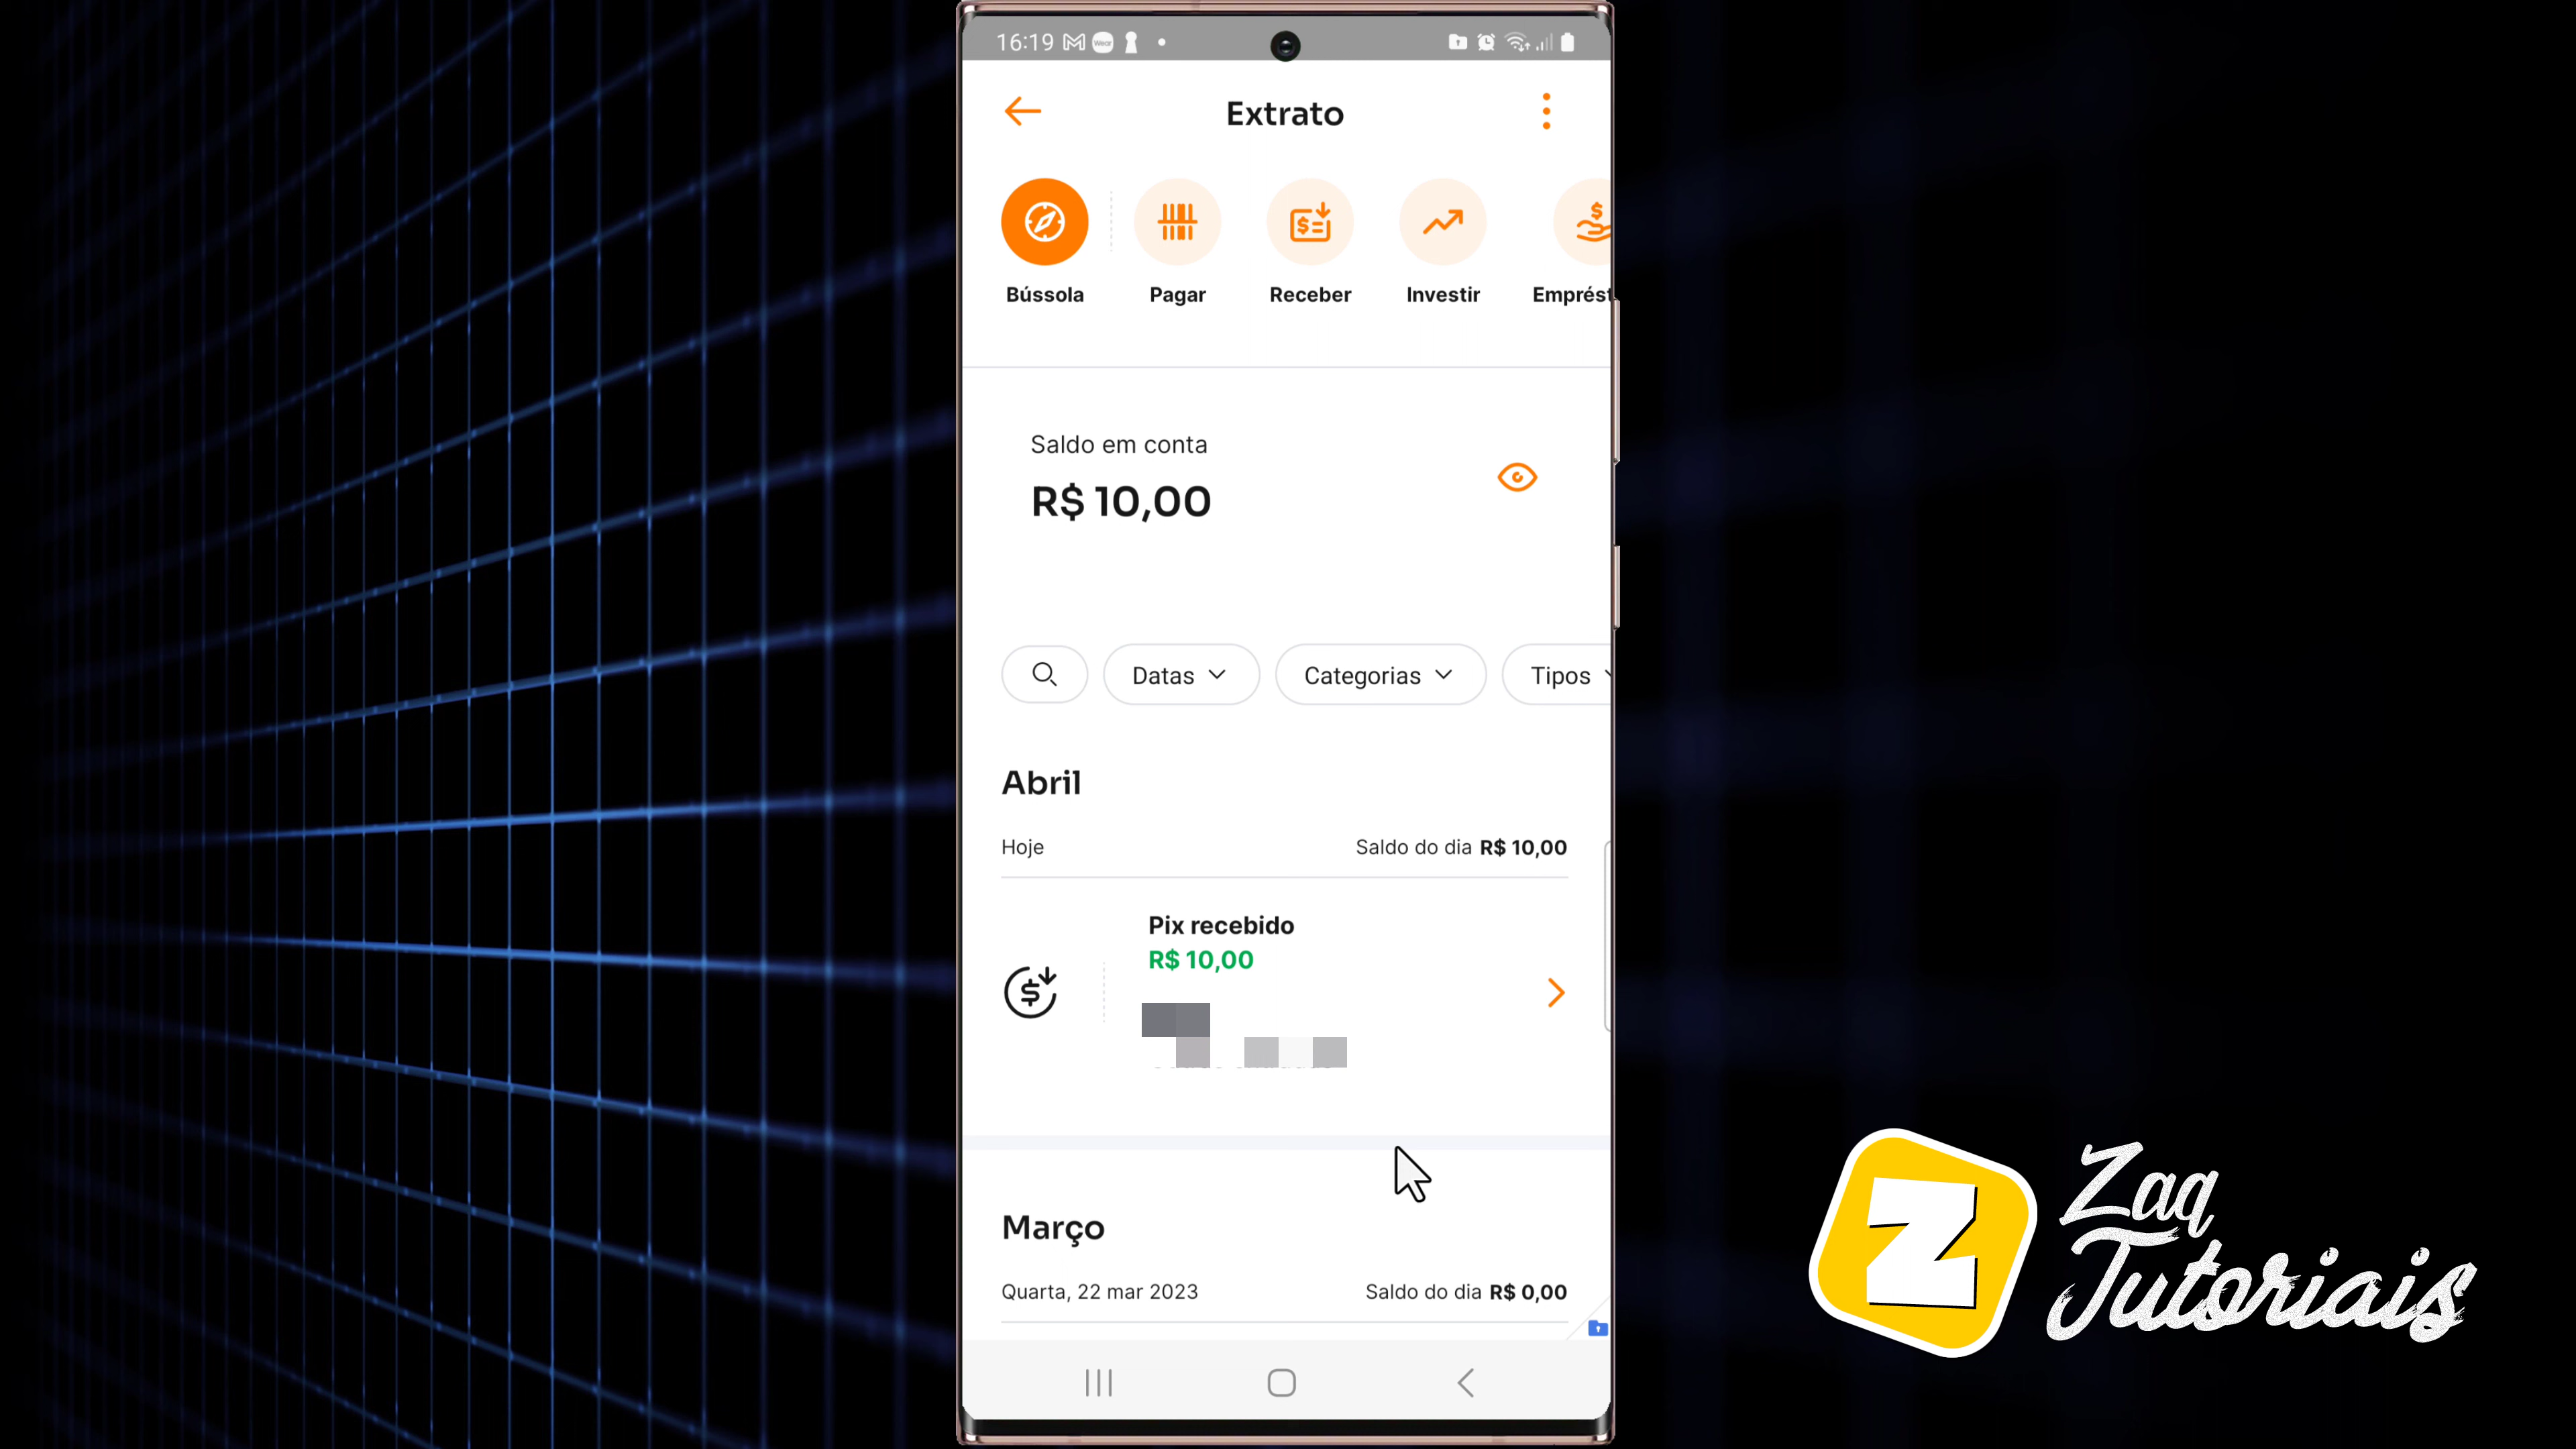 16:19
Extrato
Bússola
Pagar
Receber
Investir
Emprést
Saldo em conta
R$ 10,00
Datas
Categorias
Tipos
Abril
Hoje
Saldo do dia R$ 10,00
Pix recebido
R$ 10,00
Março
Quarta, 22 mar 2023
Saldo do dia R$ 0,00
Z
Zaq
Tutoriais